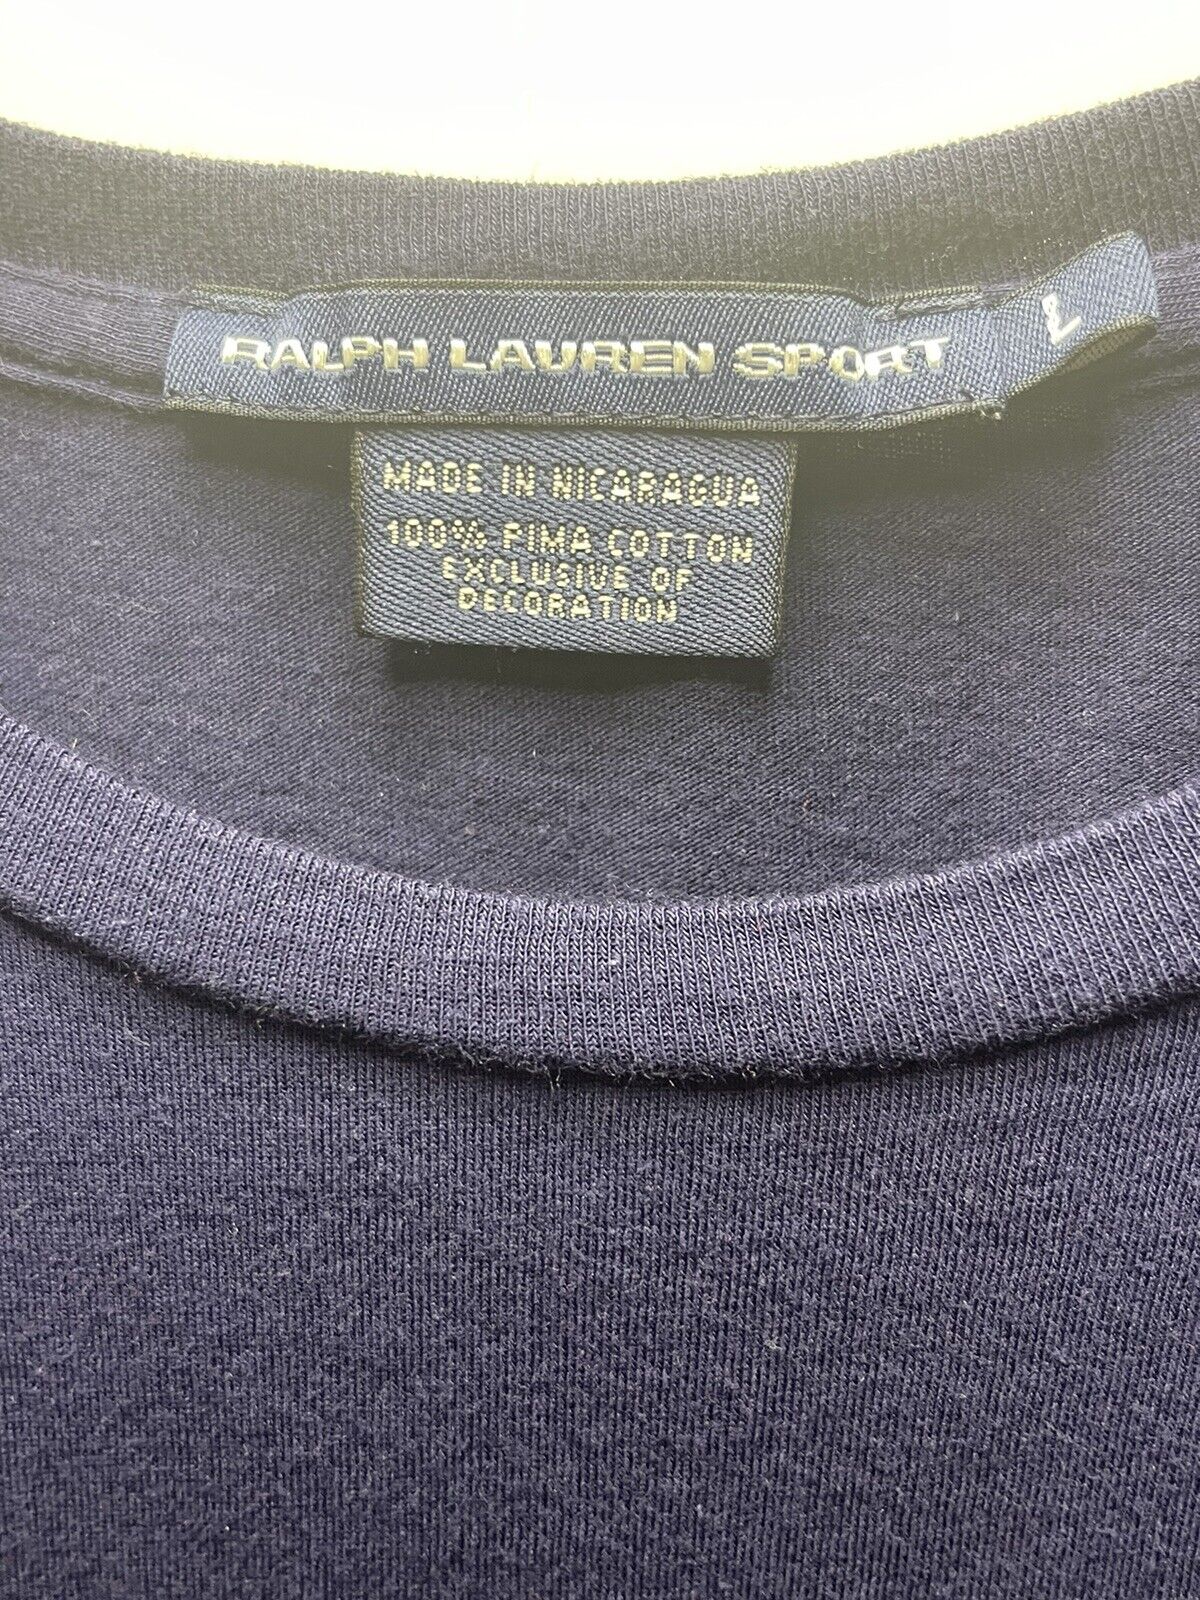 RALPH LAUREN SPORT
L
MADE IN NICARAGUA
100% PIMA COTTON
EXCLUSIVE OF
DECORATION